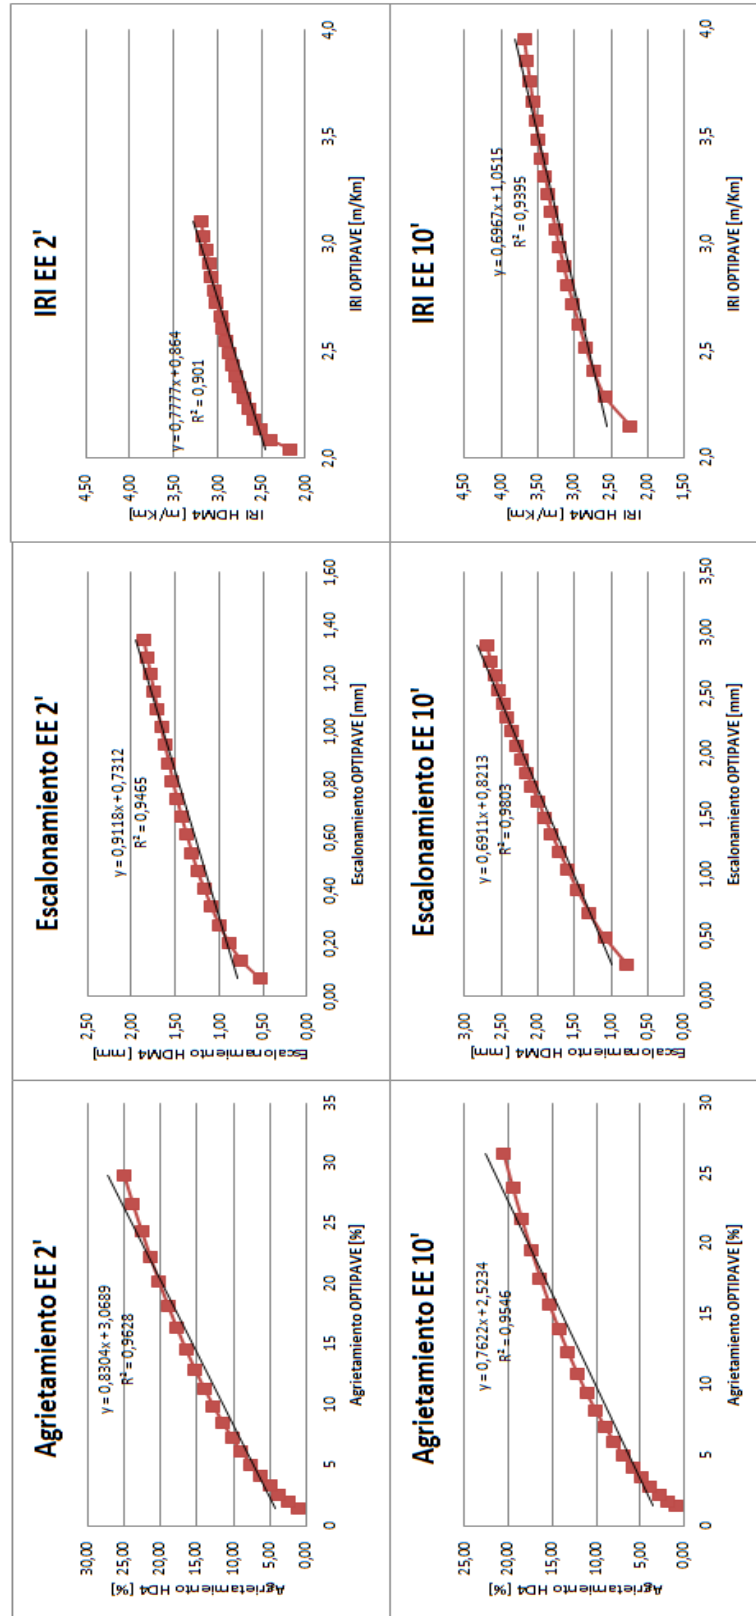 Agrietamiento EE 2'
y = 0,8304x + 3,0689
R² = 0,9628
Agrietamiento HD4 [%]
30,00
25,00
20,00
15,00
10,00
5,00
0,00
0 5 10 15 20 25 30 35
Agrietamiento OPTIPAVE [%]
Escalonamiento EE 2'
y = 0,9118x + 0,7312
R² = 0,9465
Escalonamiento HDM4 [mm]
2,50
2,00
1,50
1,00
0,50
0,00
0,00 0,20 0,40 0,60 0,80 1,00 1,20 1,40 1,60
Escalonamiento OPTIPAVE [mm]
IRI EE 2'
y = 0,7777x + 0,864
R² = 0,901
IRI HDM4 [m/Km]
4,50
4,00
3,50
3,00
2,50
2,00
2,0 2,5 3,0 3,5 4,0
IRI OPTIPAVE [m/Km]
Agrietamiento EE 10'
y = 0,7622x + 2,5234
R² = 0,9546
Agrietamiento HD4 [%]
25,00
20,00
15,00
10,00
5,00
0,00
0 5 10 15 20 25 30
Agrietamiento OPTIPAVE [%]
Escalonamiento EE 10'
y = 0,6911x + 0,8213
R² = 0,9803
Escalonamiento HDM4 [mm]
3,00
2,50
2,00
1,50
1,00
0,50
0,00
0,00 0,50 1,00 1,50 2,00 2,50 3,00 3,50
Escalonamiento OPTIPAVE [mm]
IRI EE 10'
y = 0,6967x + 1,0515
R² = 0,9395
IRI HDM4 [m/Km]
4,50
4,00
3,50
3,00
2,50
2,00
1,50
2,0 2,5 3,0 3,5 4,0
IRI OPTIPAVE [m/Km]